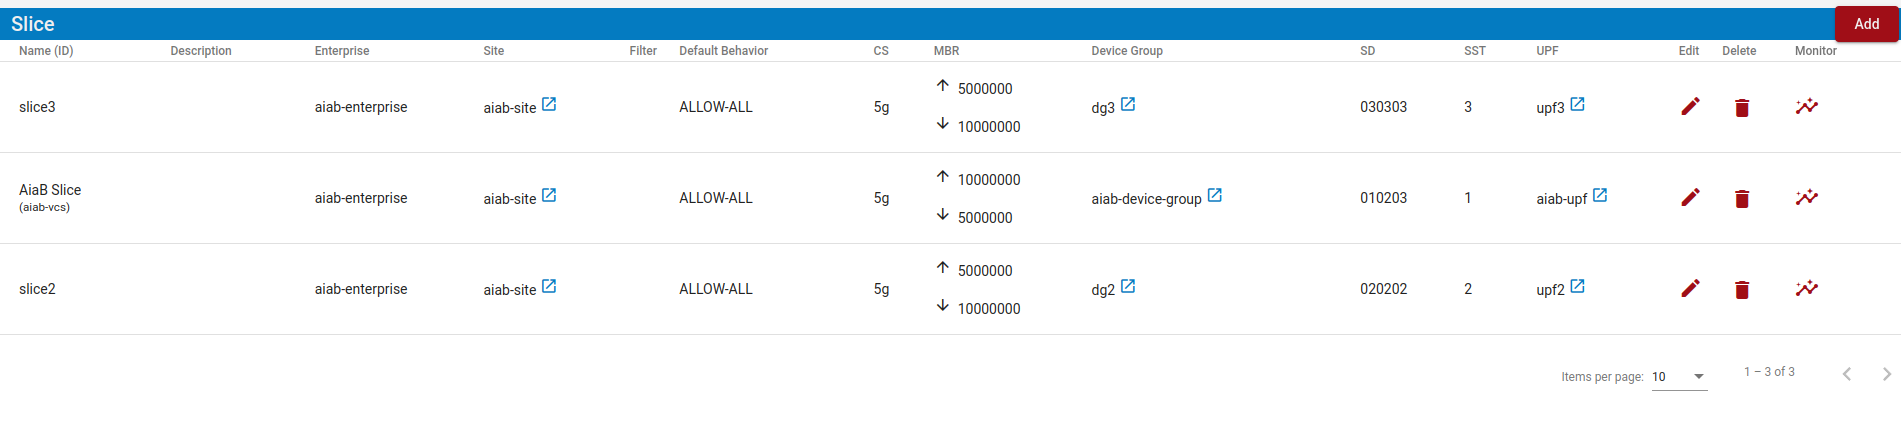 Slice
Add
Name (ID) Description Enterprise Site Filter Default Behavior CS MBR Device Group SD SST UPF Edit Delete Monitor
5000000
slice3 aiab-enterprise aiab-site ALLOW-ALL 5g dg3 030303 3 upf3
10000000
10000000
AiaB Slice
(aiab-vcs) aiab-enterprise aiab-site ALLOW-ALL 5g aiab-device-group 010203 1 aiab-upf
5000000
5000000
slice2 aiab-enterprise aiab-site ALLOW-ALL 5g dg2 020202 2 upf2
10000000
Items per page: 10 1 – 3 of 3